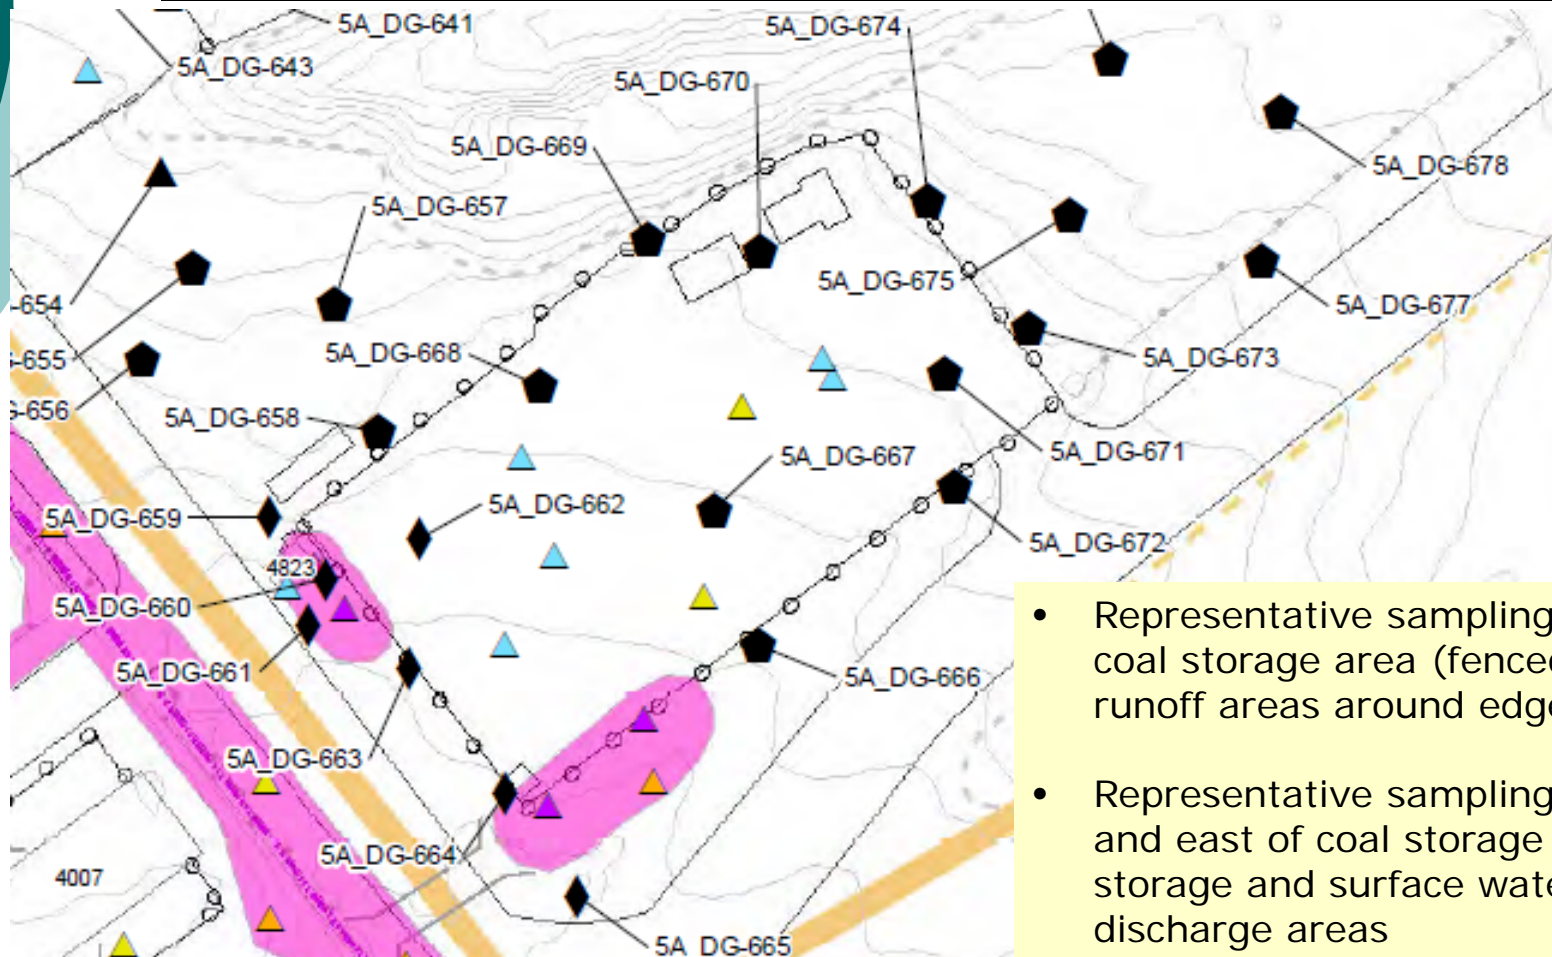 5A_DG-641
5A_DG-674
5A_DG-643
5A_DG-670
5A_DG-669
5A_DG-678
5A_DG-657
5A_DG-675
-654
5A_DG-677
-655
5A_DG-668
5A_DG-673
-656
5A_DG-658
5A_DG-667
5A_DG-671
5A_DG-662
5A_DG-659
5A_DG-672
4823
5A_DG-660
5A_DG-661
5A_DG-666
5A_DG-663
5A_DG-664
4007
5A_DG-665
• Representative sampling
coal storage area (fenced
runoff areas around edge
• Representative sampling
and east of coal storage
storage and surface wate
discharge areas